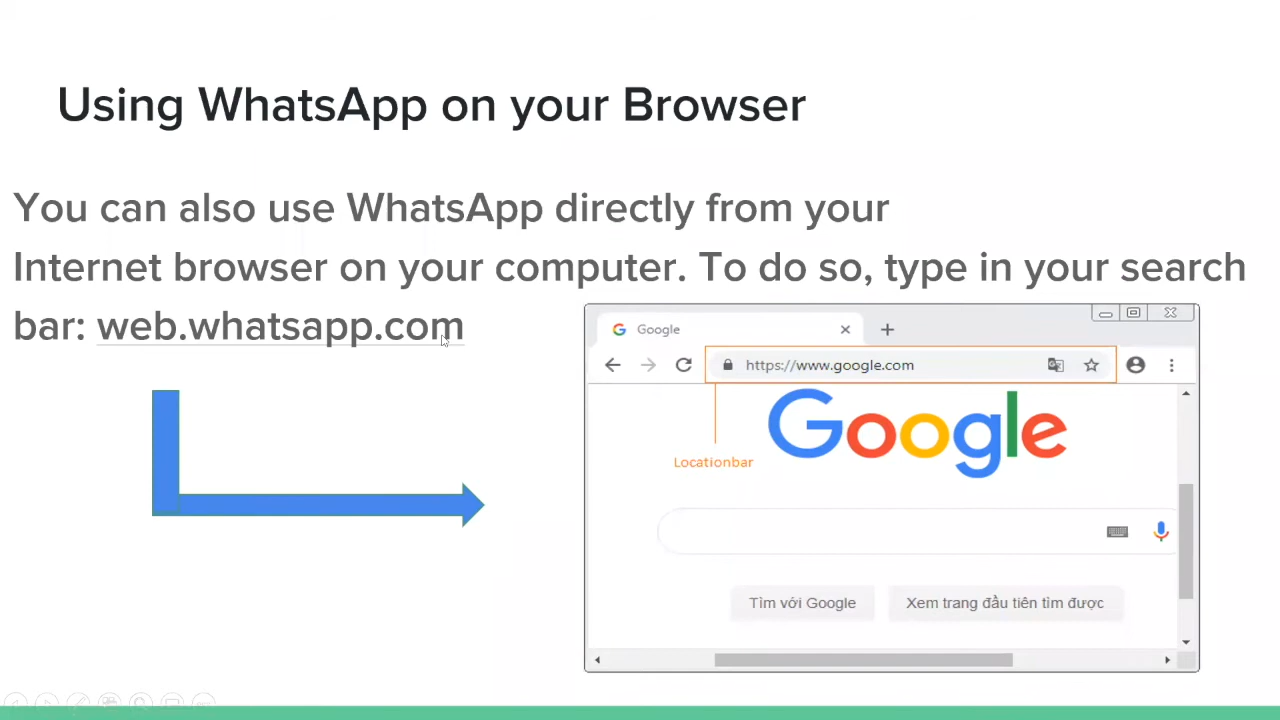 Using WhatsApp on your Browser
You can also use WhatsApp directly from your
Internet browser on your computer. To do so, type in your search
bar: web.whatsapp.com
Google
https://www.google.com
Google
Locationbar
Tìm với Google
Xem trang đầu tiên tìm được